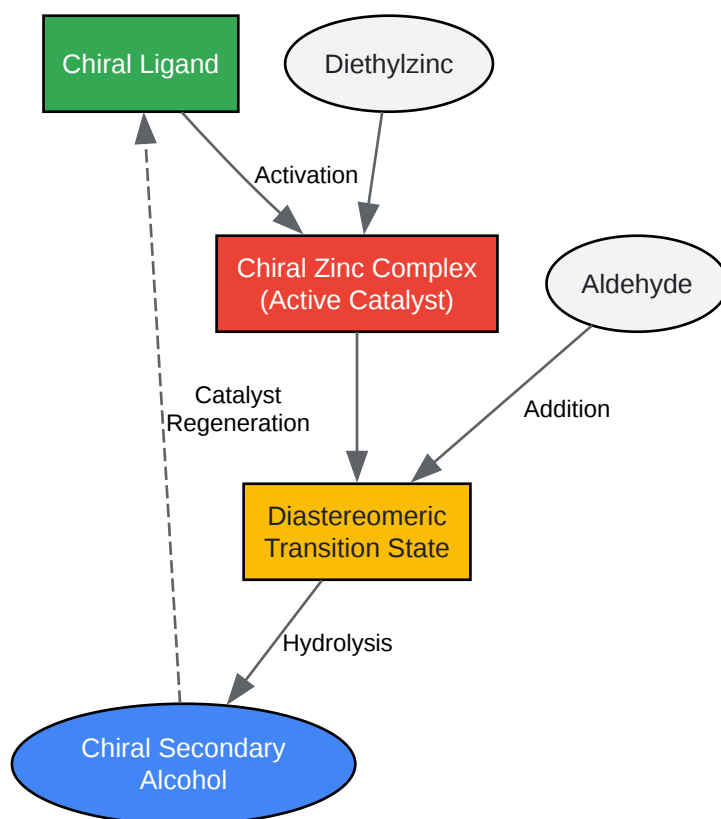 Chiral Ligand
Diethylzinc
Activation
Chiral Zinc Complex
(Active Catalyst)
Aldehyde
Catalyst
Regeneration
Addition
Diastereomeric
Transition State
Hydrolysis
Chiral Secondary
Alcohol